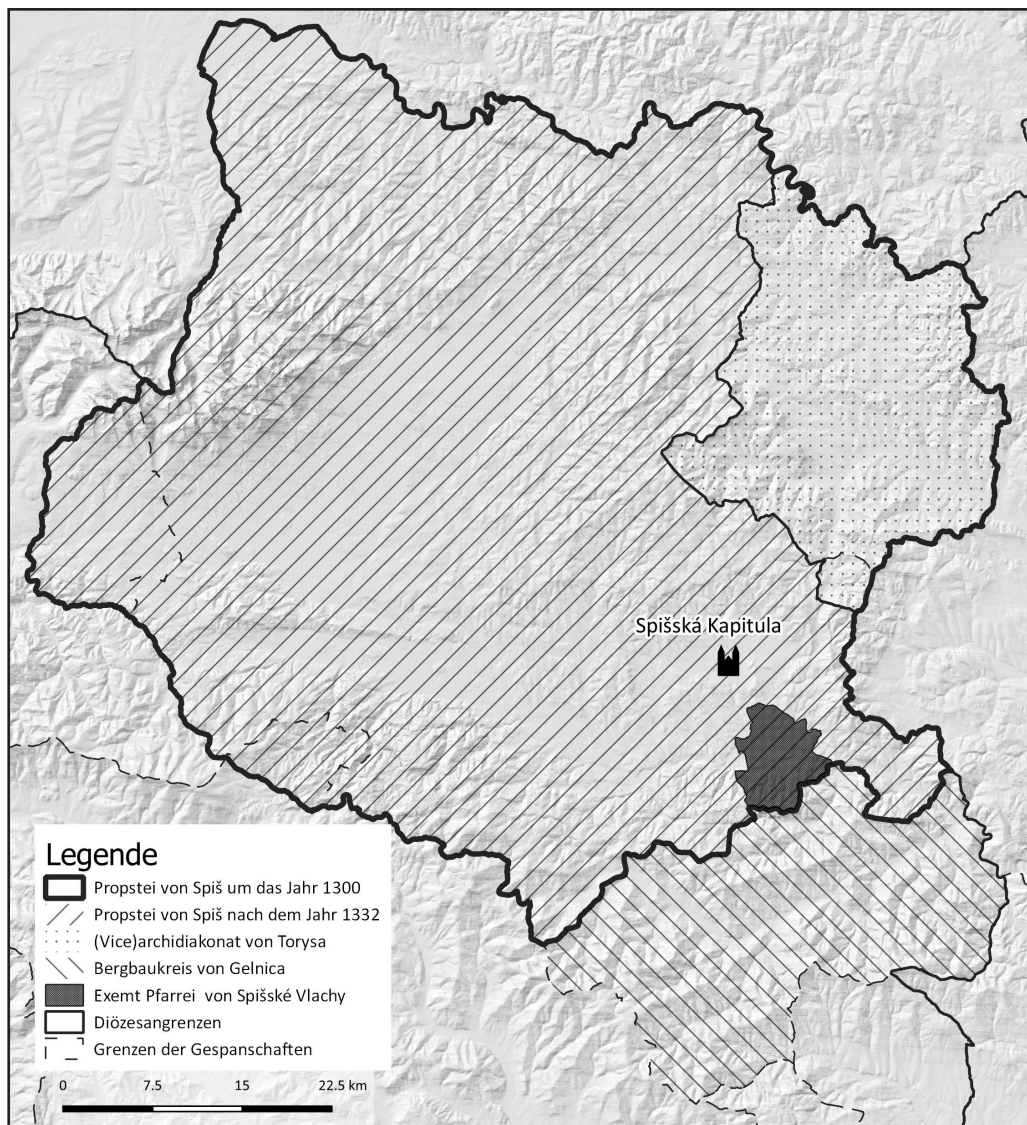 Spišská Kapitula
Legende
Propstei von Spiš um das Jahr 1300
Propstei von Spiš nach dem Jahr 1332
(Vice)archidiakonat von Torysa
Bergbaukreis von Gelnica
Exemt Pfarrei von Spišské Vlachy
Diözesangrenzen
Grenzen der Gespanschaften
0 7.5 15 22.5 km